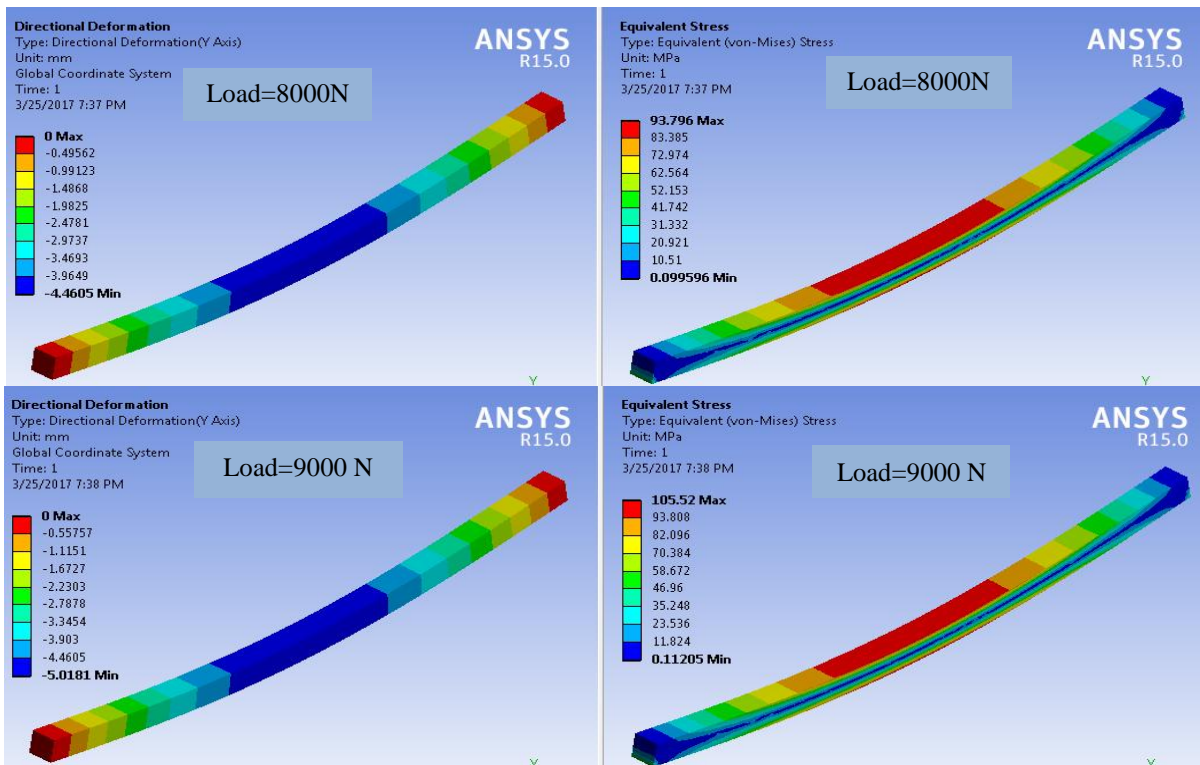 Directional Deformation
Type: Directional Deformation(Y Axis)
Unit: mm
Global Coordinate System
Time: 1
3/25/2017 7:37 PM
ANSYS
R15.0
Load=8000N
0 Max
-0.49562
-0.99123
-1.4868
-1.9825
-2.4781
-2.9737
-3.4693
-3.9649
-4.4605 Min
Y
Equivalent Stress
Type: Equivalent (von-Mises) Stress
Unit: MPa
Time: 1
3/25/2017 7:37 PM
ANSYS
R15.0
Load=8000N
93.796 Max
83.385
72.974
62.564
52.153
41.742
31.332
20.921
10.51
0.099596 Min
Y
Directional Deformation
Type: Directional Deformation(Y Axis)
Unit: mm
Global Coordinate System
Time: 1
3/25/2017 7:38 PM
ANSYS
R15.0
Load=9000 N
0 Max
-0.55757
-1.1151
-1.6727
-2.2303
-2.7878
-3.3454
-3.903
-4.4605
-5.0181 Min
Y
Equivalent Stress
Type: Equivalent (von-Mises) Stress
Unit: MPa
Time: 1
3/25/2017 7:38 PM
ANSYS
R15.0
Load=9000 N
105.52 Max
93.808
82.096
70.384
58.672
46.96
35.248
23.536
11.824
0.11205 Min
Y